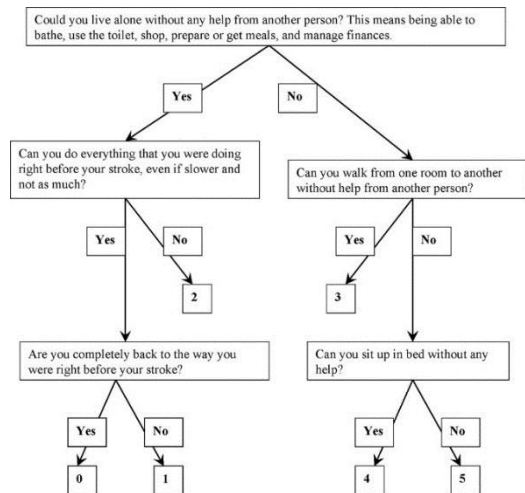 Could you live alone without any help from another person? This means being able to
bathe, use the toilet, shop, prepare or get meals, and manage finances.
Yes
No
Can you do everything that you were doing
right before your stroke, even if slower and
not as much?
Can you walk from one room to another
without help from another person?
Yes
No
Yes
No
2
3
Are you completely back to the way you
were right before your stroke?
Can you sit up in bed without any
help?
Yes
No
Yes
No
0
1
4
5